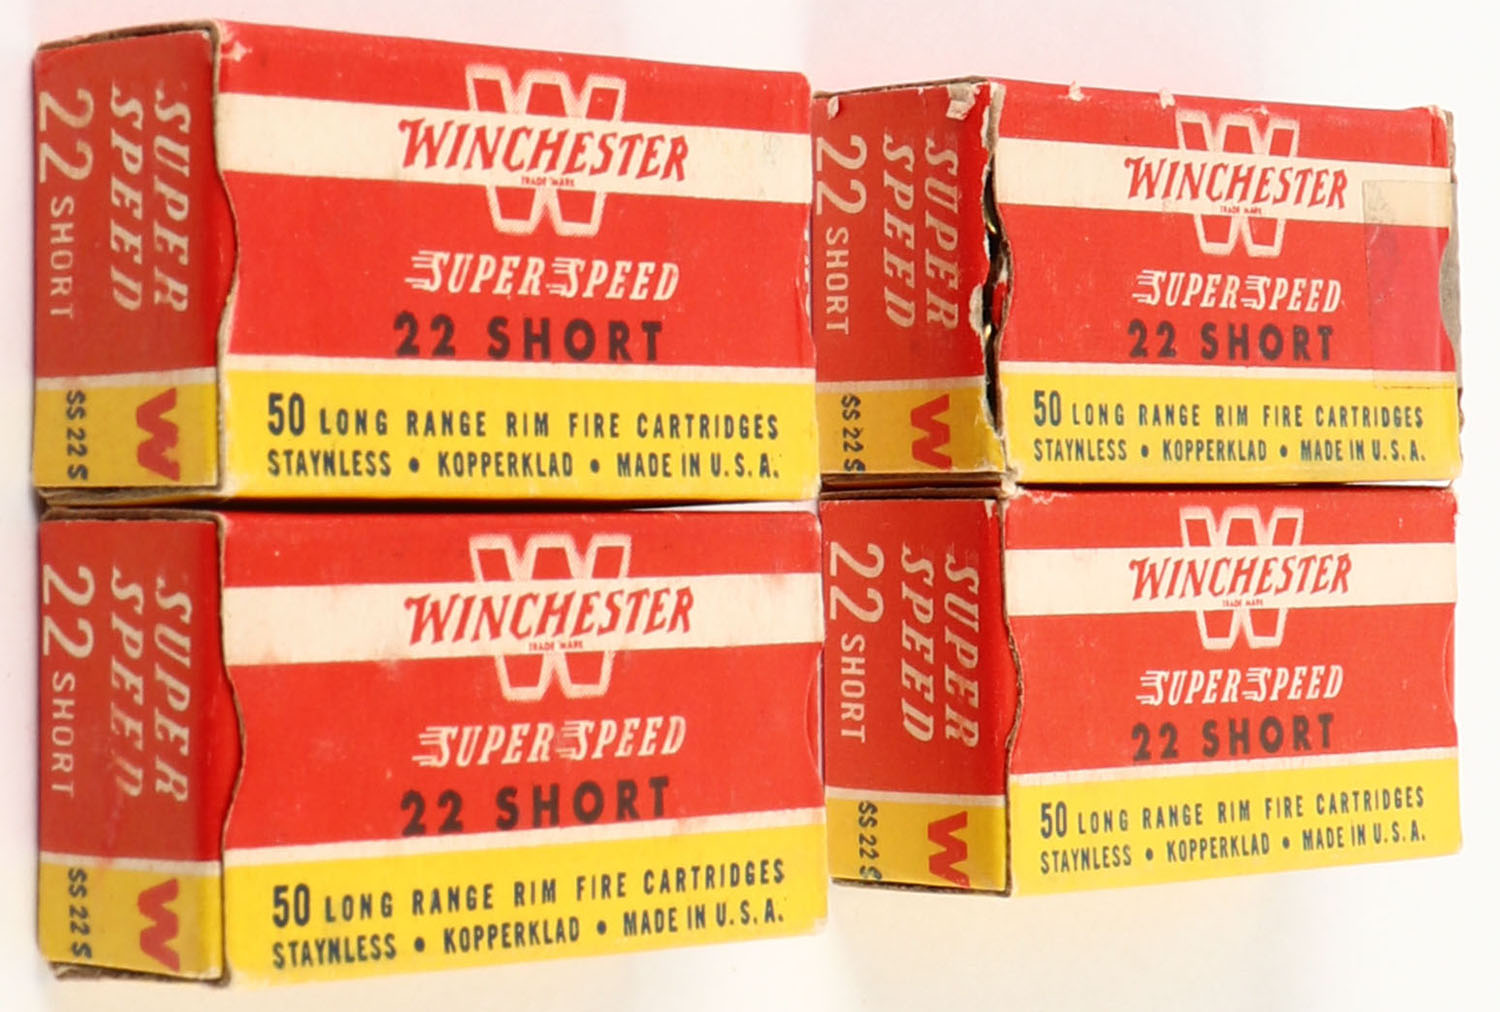 SUPER
SPEED
22 SHORT
SS 22 S
W
W
WINCHESTER
TRADE MARK
SUPER SPEED
22 SHORT
50 LONG RANGE RIM FIRE CARTRIDGES
STAYNLESS • KOPPERKLAD • MADE IN U.S.A.
SUPER
SPEED
22 SHORT
SS 22 S
W
W
WINCHESTER
TRADE MARK
SUPER SPEED
22 SHORT
50 LONG RANGE RIM FIRE CARTRIDGES
STAYNLESS • KOPPERKLAD • MADE IN U.S.A.
SUPER
SPEED
22 SHORT
SS 22 S
W
W
WINCHESTER
TRADE MARK
SUPER SPEED
22 SHORT
50 LONG RANGE RIM FIRE CARTRIDGES
STAYNLESS • KOPPERKLAD • MADE IN U.S.A.
SUPER
SPEED
22 SHORT
SS 22 S
W
W
WINCHESTER
TRADE MARK
SUPER SPEED
22 SHORT
50 LONG RANGE RIM FIRE CARTRIDGES
STAYNLESS • KOPPERKLAD • MADE IN U.S.A.